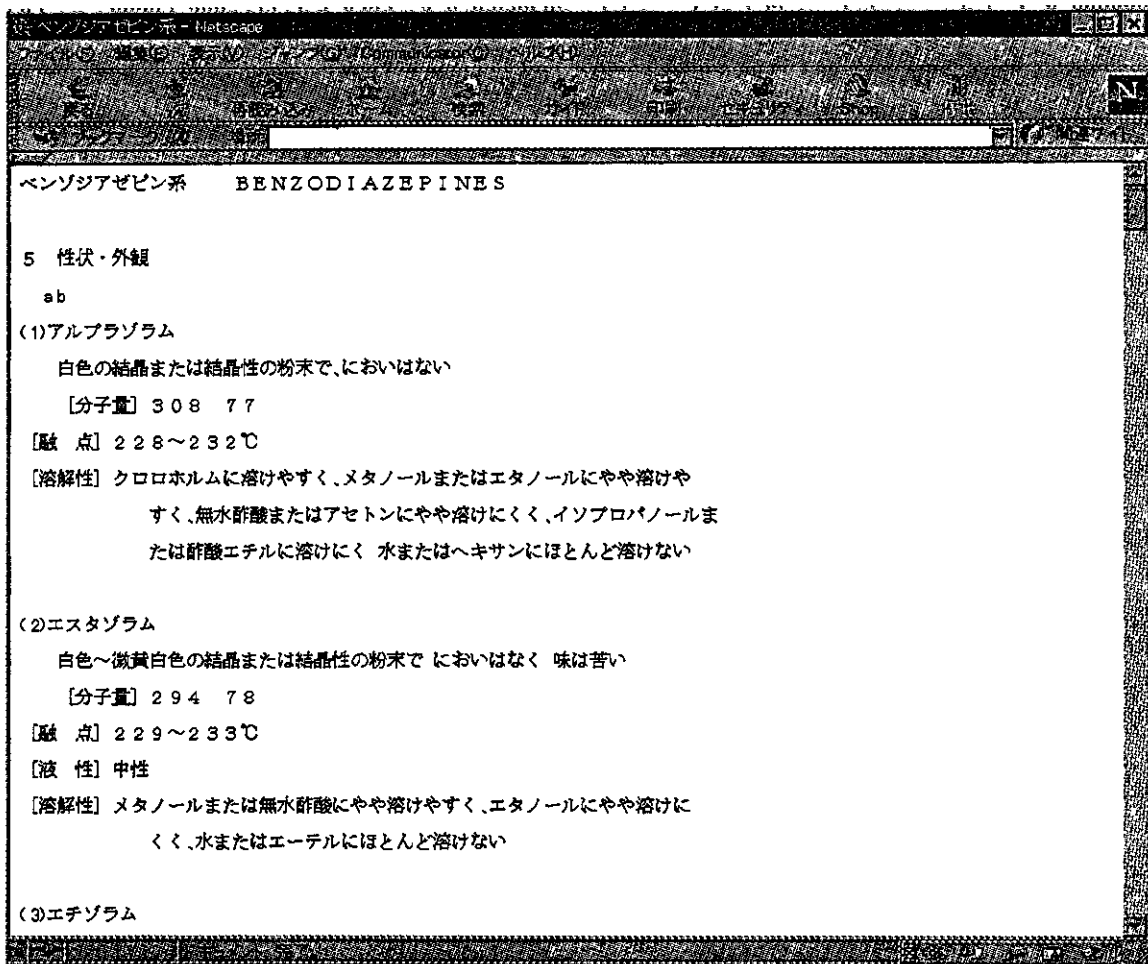 ベンゾジアゼピン系 - Netscape
ベンゾジアゼピン系　　ＢＥＮＺＯＤＩＡＺＥＰＩＮＥＳ
５　性状・外観
ab
(1)アルプラゾラム
白色の結晶または結晶性の粉末で、においはない
［分子量］３０８　７７
［融　点］２２８～２３２℃
［溶解性］クロロホルムに溶けやすく、メタノールまたはエタノールにやや溶けや
すく、無水酢酸またはアセトンにやや溶けにくく、イソプロパノールま
たは酢酸エチルに溶けにく 水またはヘキサンにほとんど溶けない
(2)エスタゾラム
白色～微黄白色の結晶または結晶性の粉末で においはなく 味は苦い
［分子量］２９４　７８
［融　点］２２９～２３３℃
［液　性］中性
［溶解性］メタノールまたは無水酢酸にやや溶けやすく、エタノールにやや溶けに
くく、水またはエーテルにほとんど溶けない
(3)エチゾラム